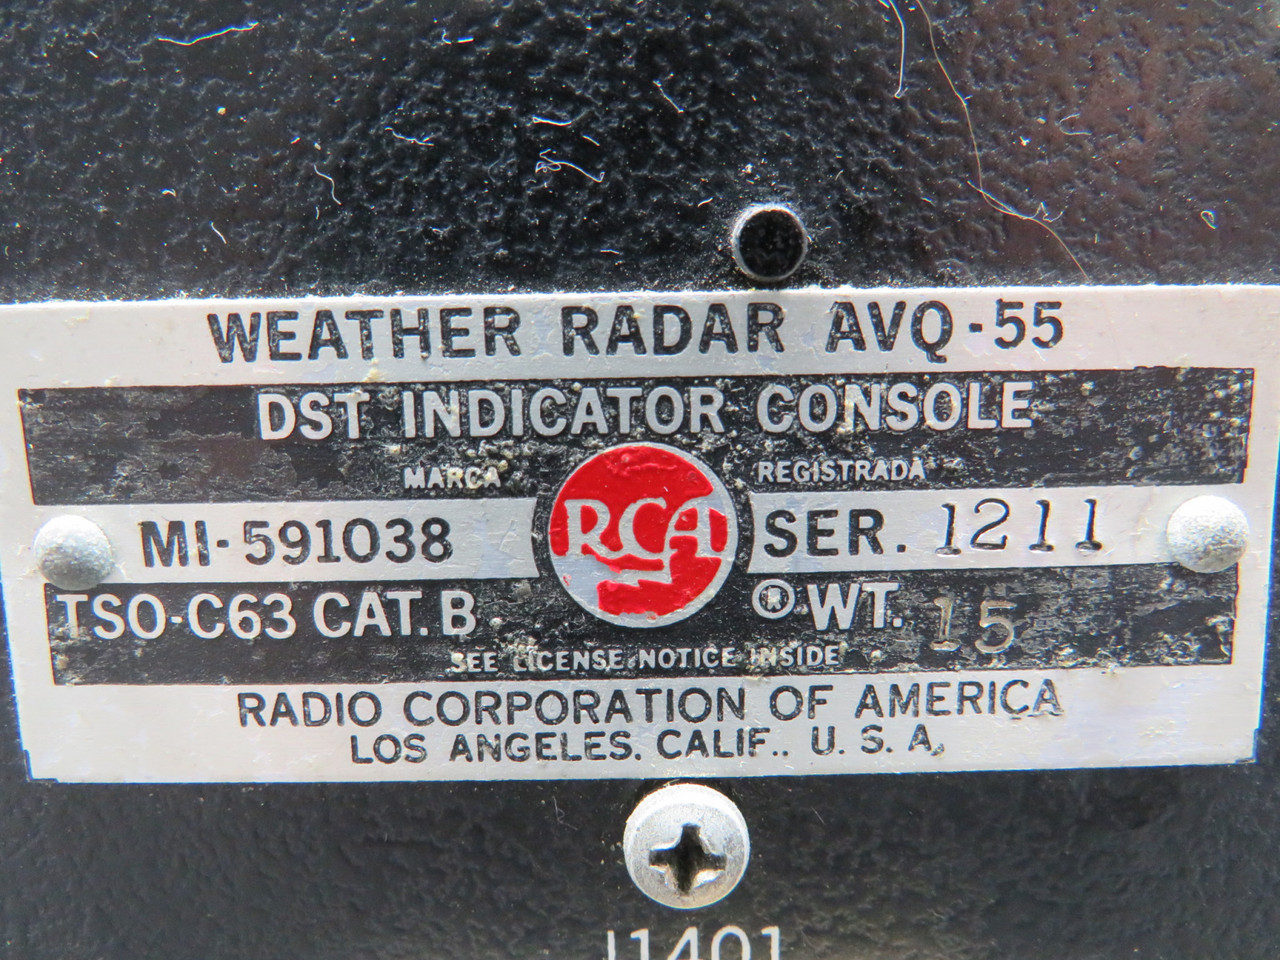 WEATHER RADAR AVQ-55
DST INDICATOR CONSOLE
MARCA REGISTRADA
MI-591038 RCA SER. 1211
TSO-C63 CAT. B ® WT. 15
SEE LICENSE NOTICE INSIDE
RADIO CORPORATION OF AMERICA
LOS ANGELES. CALIF.. U. S. A.
J1401